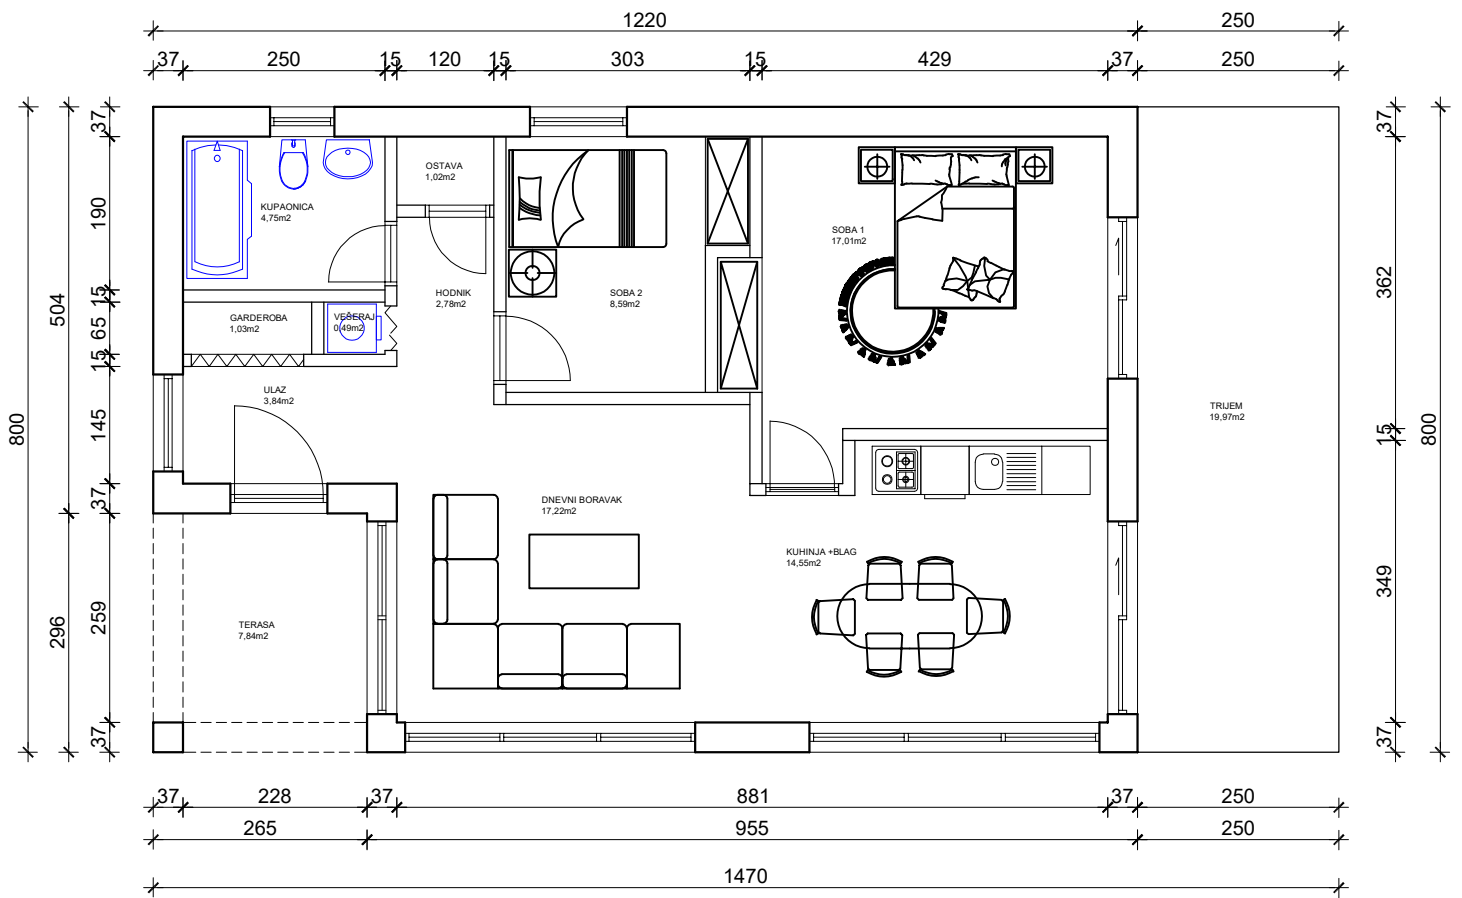 1220
250
37
250
15
120
15
303
15
429
37
250
800
504
296
37
190
15
65
15
145
37
259
37
37
362
15
349
37
800
OSTAVA
1,02m2
KUPAONICA
4,75m2
SOBA 1
17,01m2
HODNIK
2,78m2
SOBA 2
8,59m2
GARDEROBA
1,03m2
VEŠERAJ
0,49m2
ULAZ
3,84m2
TRIJEM
19,97m2
DNEVNI BORAVAK
17,22m2
KUHINJA +BLAG
14,55m2
TERASA
7,84m2
37
228
37
881
37
250
265
955
250
1470